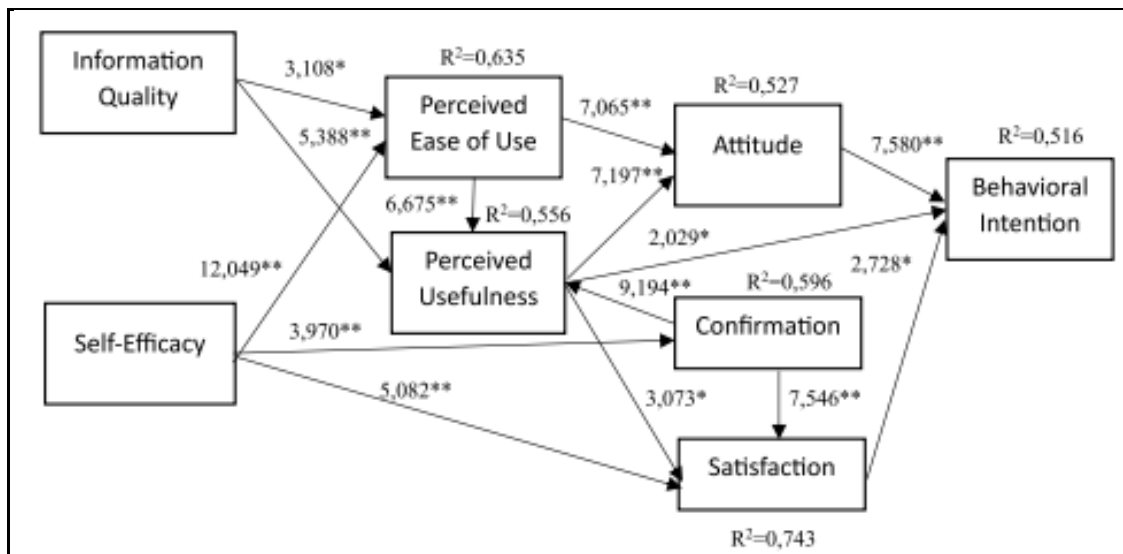 Information
Quality
3,108*
R²=0,635
Perceived
Ease of Use
5,388**
7,065**
R²=0,527
Attitude
7,580**
R²=0,516
Behavioral
Intention
7,197**
6,675**
R²=0,556
Perceived
Usefulness
2,029*
2,728*
12,049**
9,194**
R²=0,596
Confirmation
Self-Efficacy
3,970**
5,082**
3,073*
7,546**
Satisfaction
R²=0,743